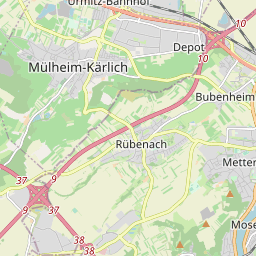 Urmitz-Bahnhof
Depot
10
Mülheim-Kärlich
Bubenheim
10
Rübenach
Metter
37
9
9
37
Mose
38
38